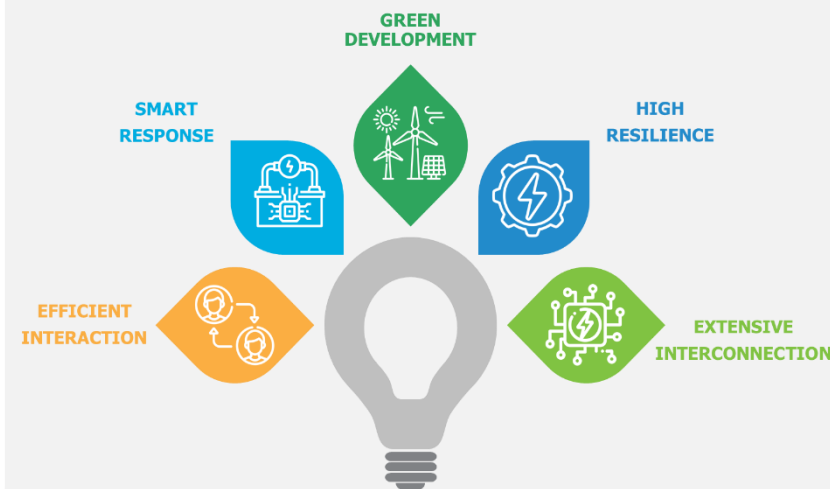 GREEN
DEVELOPMENT
SMART
RESPONSE
HIGH
RESILIENCE
EFFICIENT
INTERACTION
EXTENSIVE
INTERCONNECTION